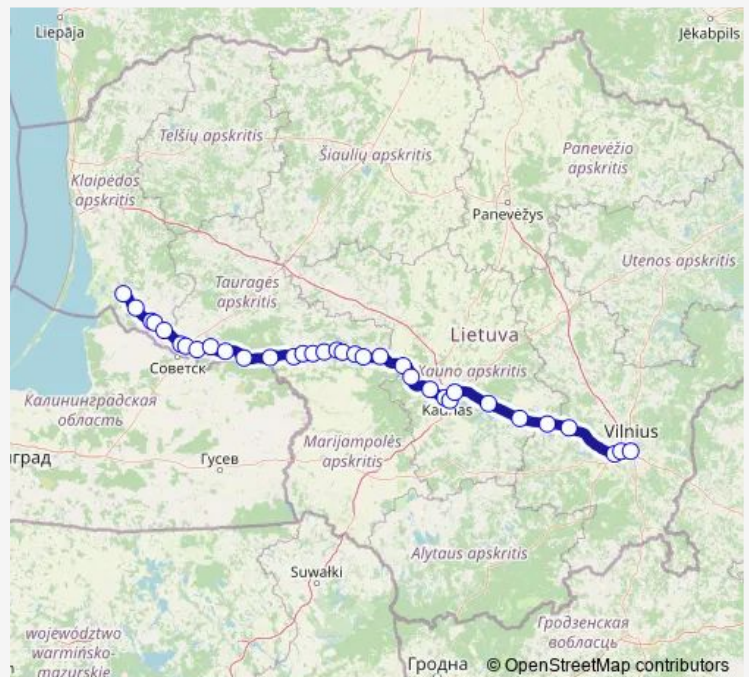 Liepāja
Jēkabpils
Telšių apskritis
Šiaulių apskritis
Panevėžio
apskritis
Klaipėdos
apskritis
Panevėžys
Utenos apskritis
Tauragės
apskritis
Lietuva
Советск
Kauno apskritis
Калининградская
область
Kaunas
Vilnius
Marijampolės
apskritis
Гусев
Alytaus apskritis
Suwałki
województwo
warmińsko-
mazurskie
Гродзенская
вобласць
Гродна
© OpenStreetMap contributors